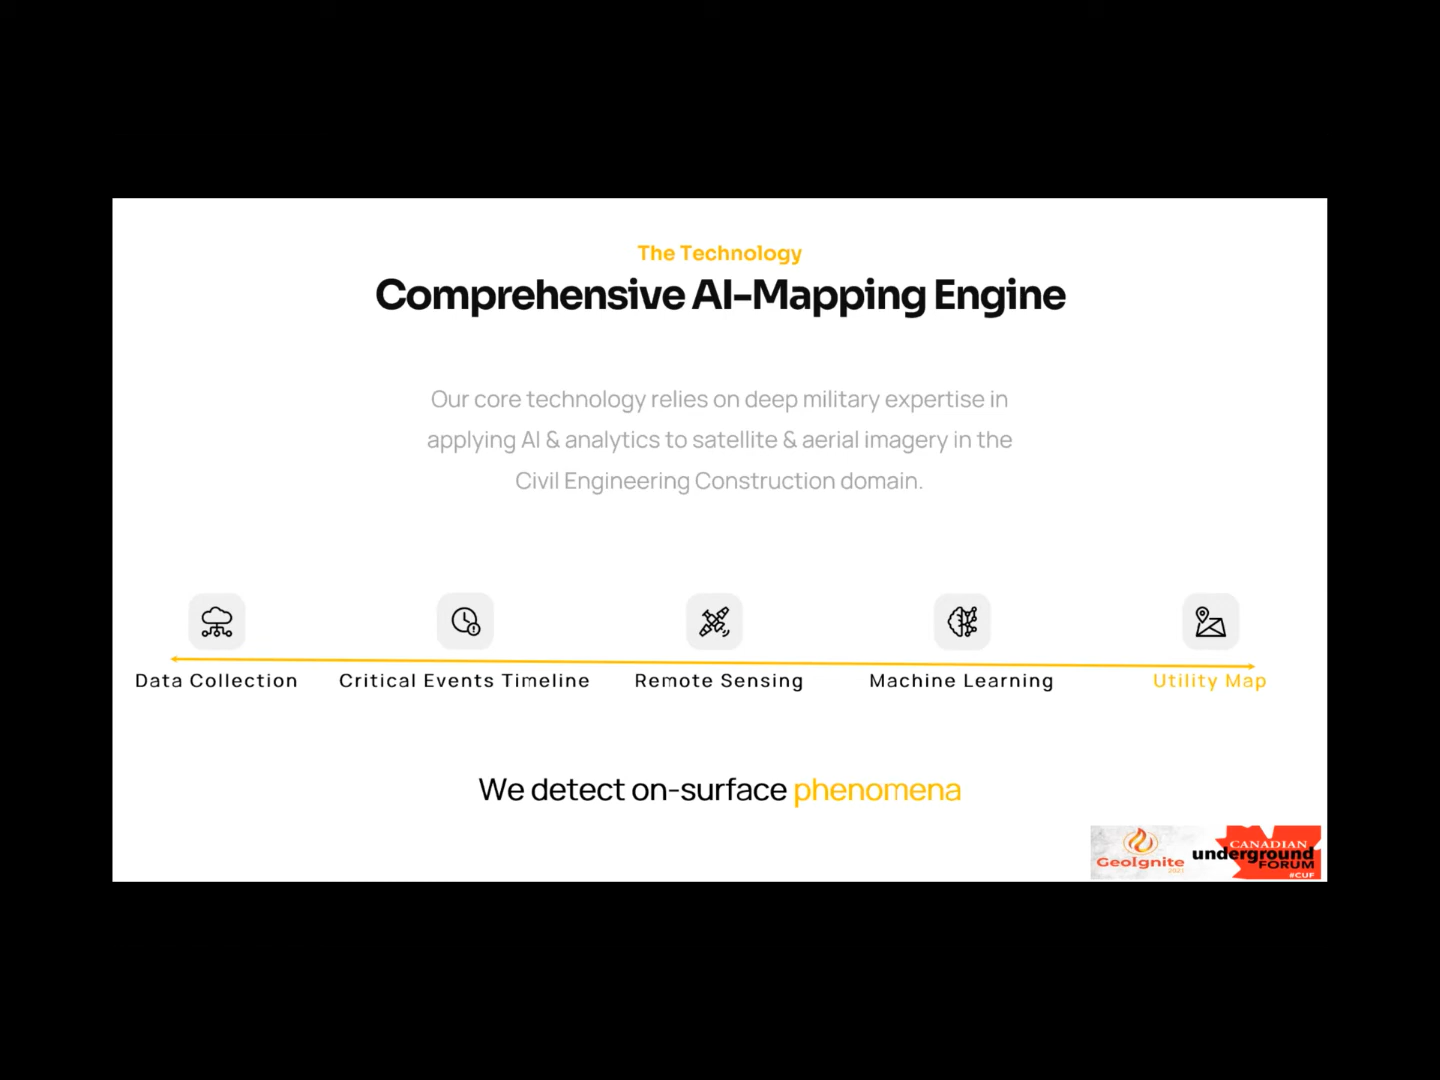 The Technology
Comprehensive AI-Mapping Engine
Our core technology relies on deep military expertise in
applying AI & analytics to satellite & aerial imagery in the
Civil Engineering Construction domain.
Data Collection
Critical Events Timeline
Remote Sensing
Machine Learning
Utility Map
We detect on-surface phenomena
GeoIgnite
2021
CANADIAN
underground
FORUM
#CUF